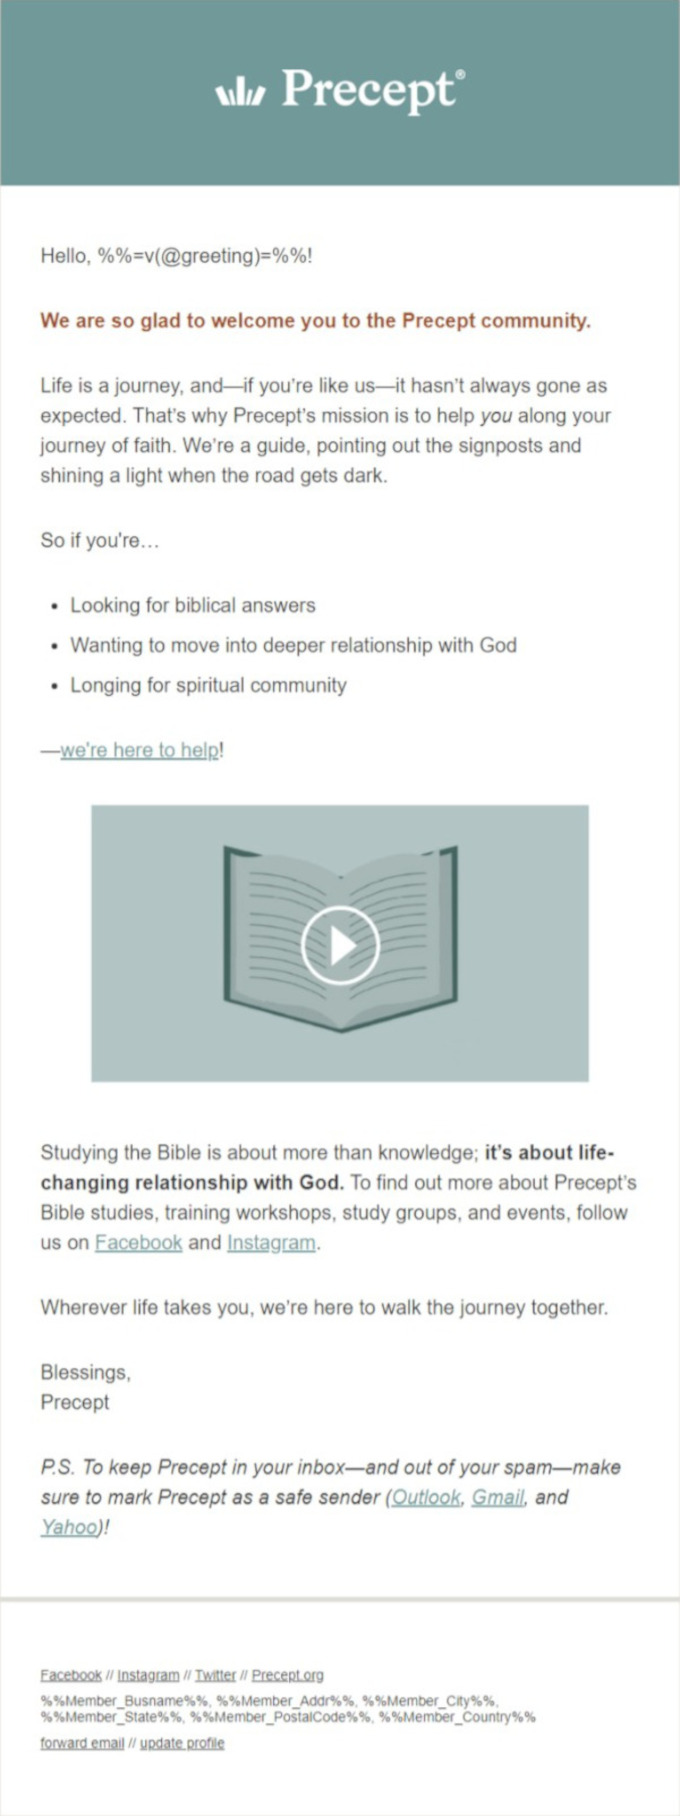 Precept®
Hello, %%=v(@greeting)=%%!
We are so glad to welcome you to the Precept community.
Life is a journey, and—if you're like us—it hasn't always gone as
expected. That's why Precept's mission is to help you along your
journey of faith. We're a guide, pointing out the signposts and
shining a light when the road gets dark.
So if you're…
• Looking for biblical answers
• Wanting to move into deeper relationship with God
• Longing for spiritual community
—we're here to help!
Studying the Bible is about more than knowledge; it's about life-
changing relationship with God. To find out more about Precept's
Bible studies, training workshops, study groups, and events, follow
us on Facebook and Instagram.
Wherever life takes you, we're here to walk the journey together.
Blessings,
Precept
P.S. To keep Precept in your inbox—and out of your spam—make
sure to mark Precept as a safe sender (Outlook, Gmail, and
Yahoo)!
Facebook // Instagram // Twitter // Precept.org
%%Member_Busname%%, %%Member_Addr%%, %%Member_City%%,
%%Member_State%%, %%Member_PostalCode%%, %%Member_Country%%
forward email // update profile